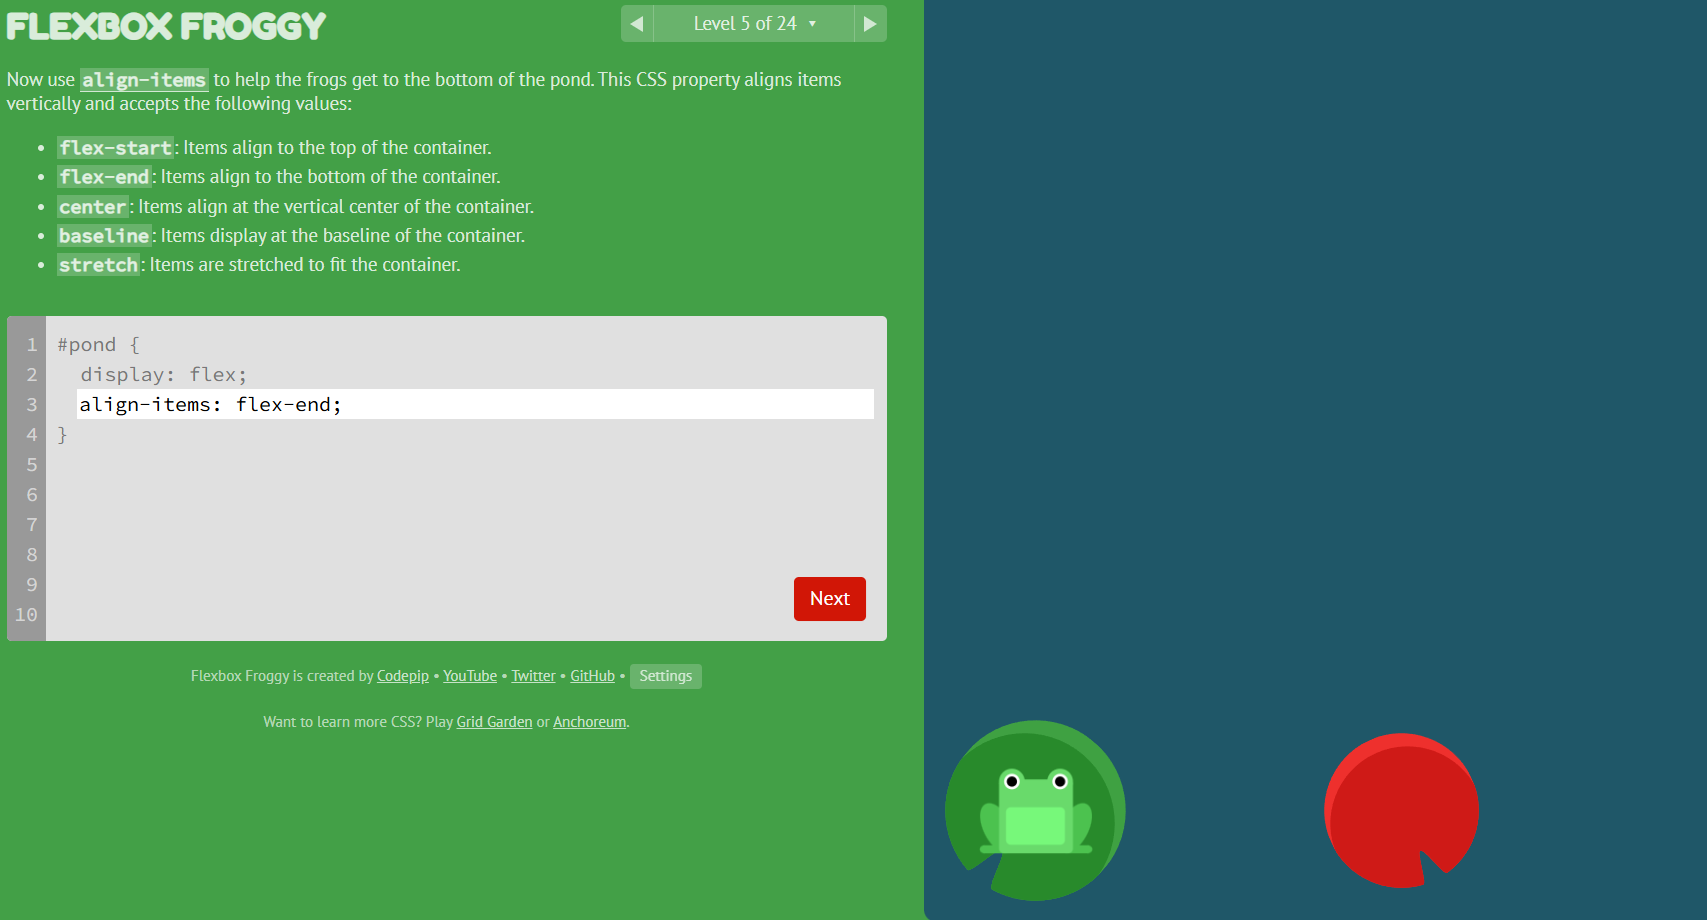 FLEXBOX FROGGY
◀ Level 5 of 24 ▾ ▶
Now use align-items to help the frogs get to the bottom of the pond. This CSS property aligns items
vertically and accepts the following values:
• flex-start: Items align to the top of the container.
• flex-end: Items align to the bottom of the container.
• center: Items align at the vertical center of the container.
• baseline: Items display at the baseline of the container.
• stretch: Items are stretched to fit the container.
1 #pond {
2 display: flex;
3 align-items: flex-end;
4 }
5
6
7
8
9
10
Next
Flexbox Froggy is created by Codepip • YouTube • Twitter • GitHub • Settings
Want to learn more CSS? Play Grid Garden or Anchoreum.